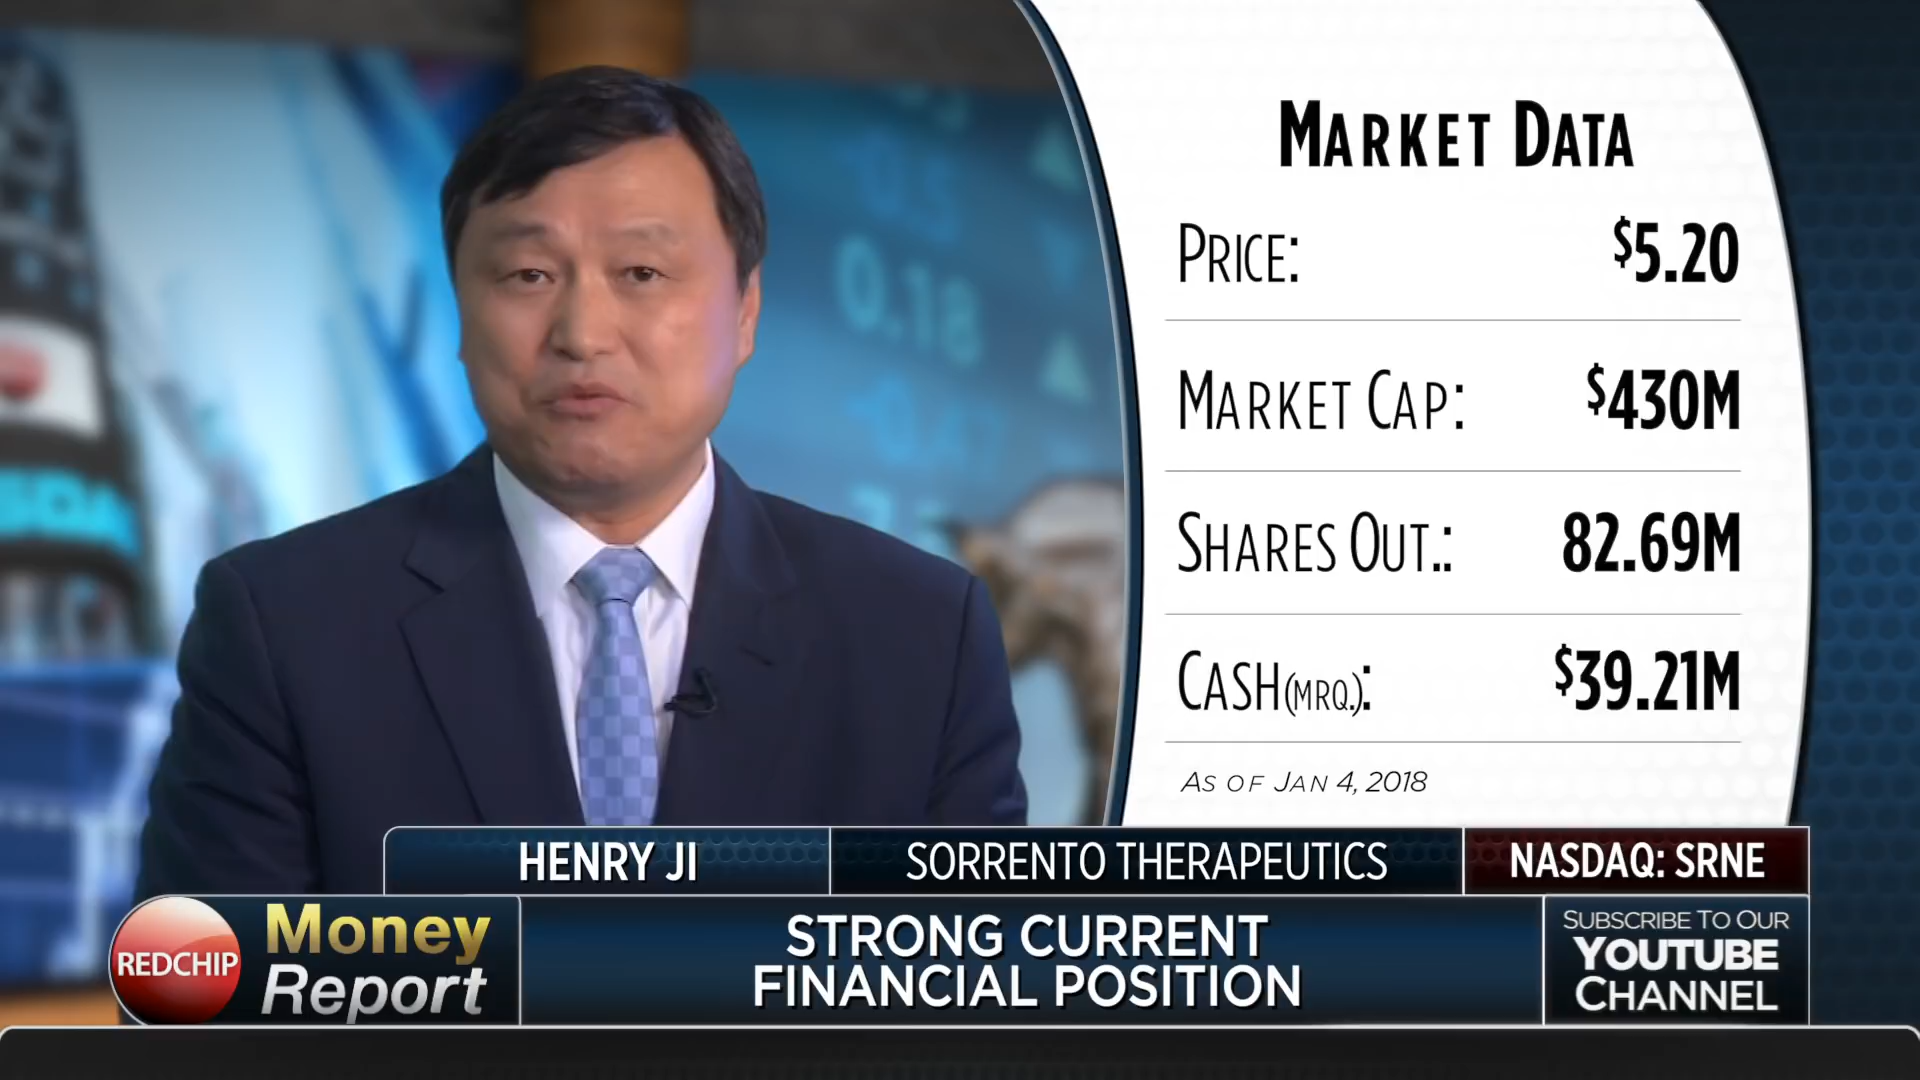 MARKET DATA
PRICE: $5.20
MARKET CAP: $430M
SHARES OUT.: 82.69M
CASH(MRQ.): $39.21M
AS OF JAN 4, 2018
HENRY JI
SORRENTO THERAPEUTICS
NASDAQ: SRNE
REDCHIP
Money
Report
STRONG CURRENT
FINANCIAL POSITION
SUBSCRIBE TO OUR
YOUTUBE
CHANNEL
0.18